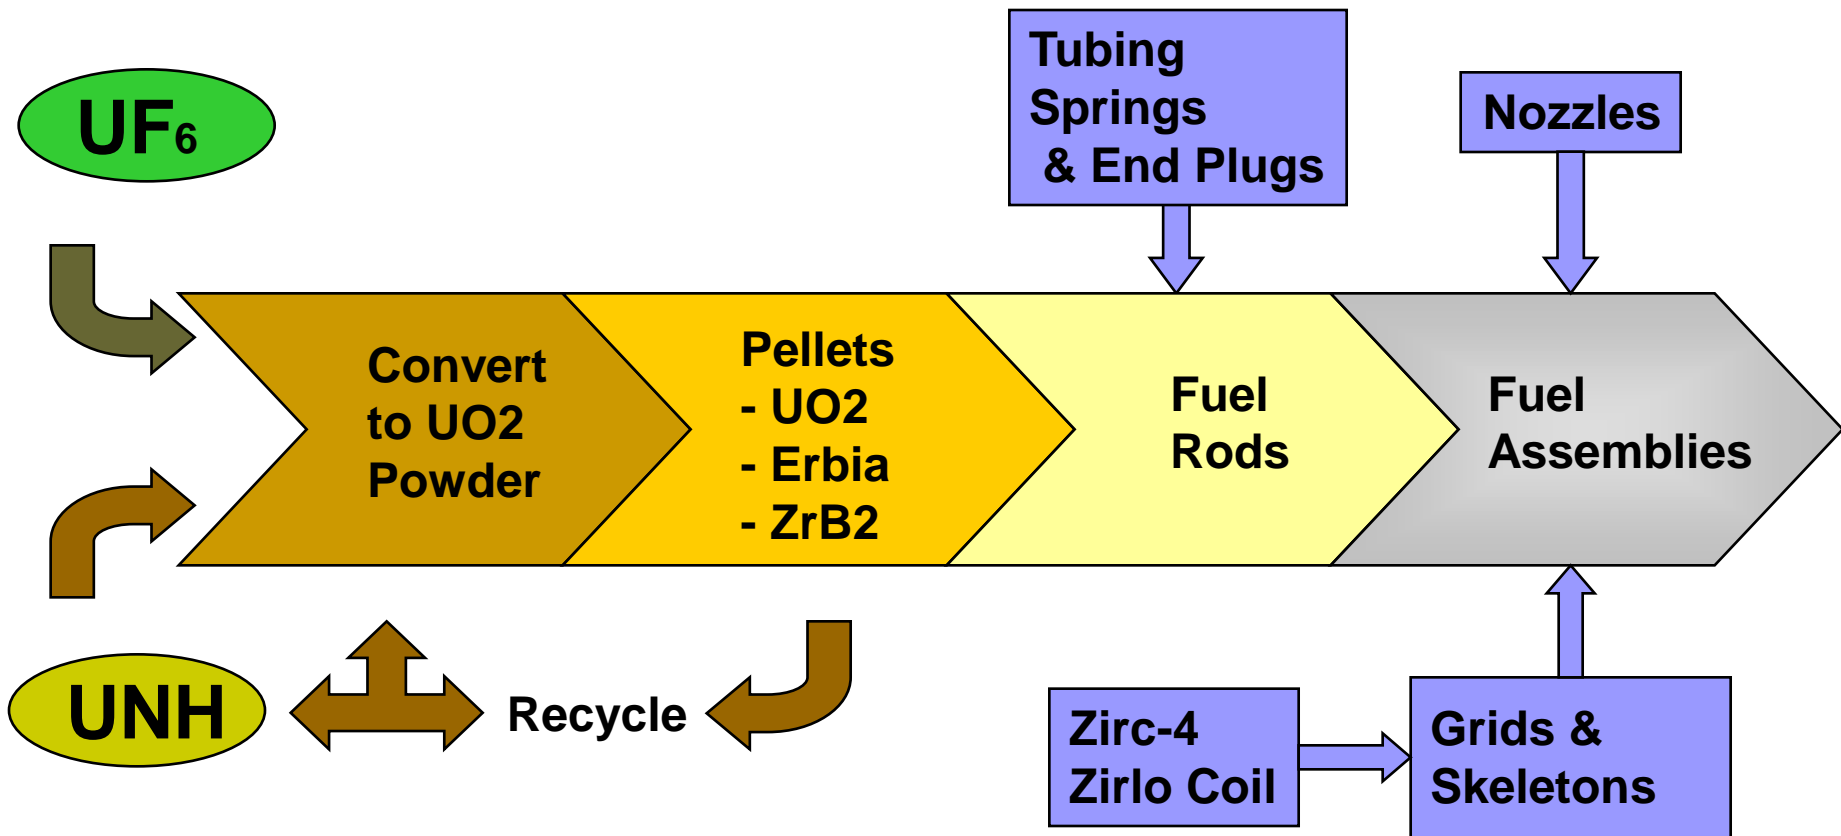 UF6
Tubing
Springs
& End Plugs
Nozzles
Convert
to UO2
Powder
Pellets
- UO2
- Erbia
- ZrB2
Fuel
Rods
Fuel
Assemblies
UNH
Recycle
Zirc-4
Zirlo Coil
Grids &
Skeletons